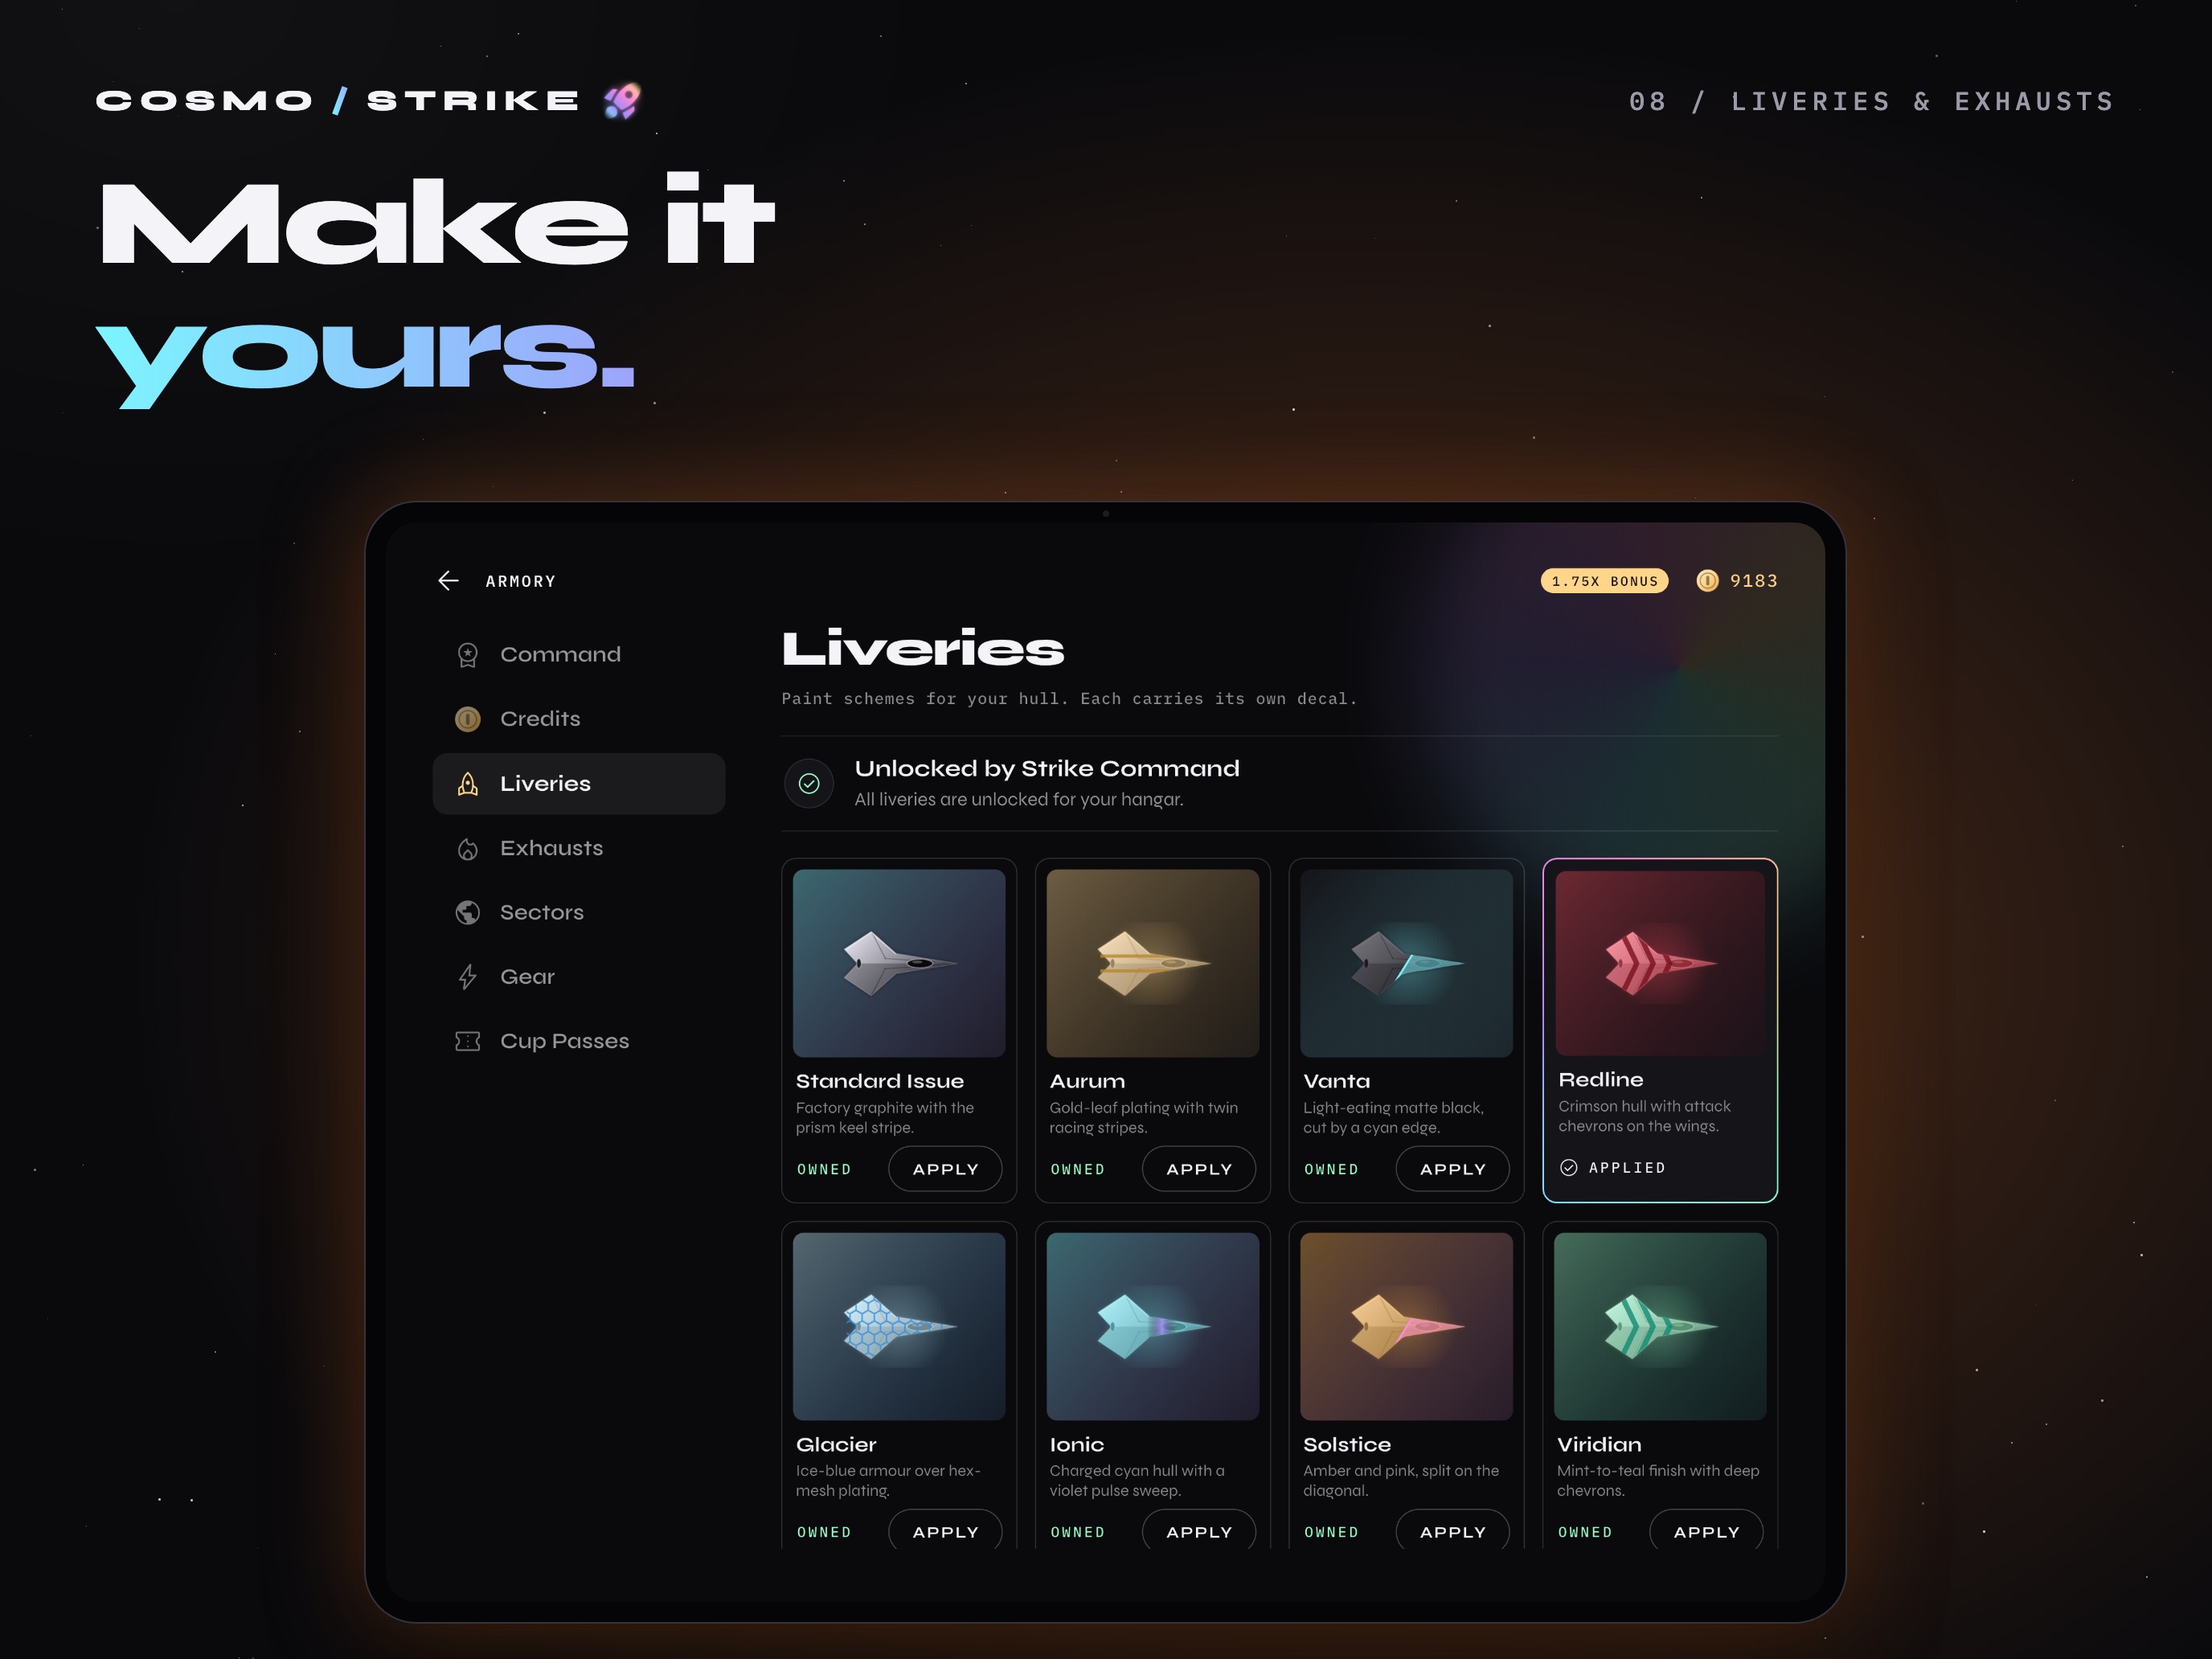 COSMO / STRIKE
08 / LIVERIES & EXHAUSTS
Make it
yours.
ARMORY
1.75X BONUS
9183
Command
Credits
Liveries
Exhausts
Sectors
Gear
Cup Passes
Liveries
Paint schemes for your hull. Each carries its own decal.
Unlocked by Strike Command
All liveries are unlocked for your hangar.
Standard Issue
Factory graphite with the
prism keel stripe.
OWNED
APPLY
Aurum
Gold-leaf plating with twin
racing stripes.
OWNED
APPLY
Vanta
Light-eating matte black,
cut by a cyan edge.
OWNED
APPLY
Redline
Crimson hull with attack
chevrons on the wings.
APPLIED
Glacier
Ice-blue armour over hex-
mesh plating.
OWNED
APPLY
Ionic
Charged cyan hull with a
violet pulse sweep.
OWNED
APPLY
Solstice
Amber and pink, split on the
diagonal.
OWNED
APPLY
Viridian
Mint-to-teal finish with deep
chevrons.
OWNED
APPLY